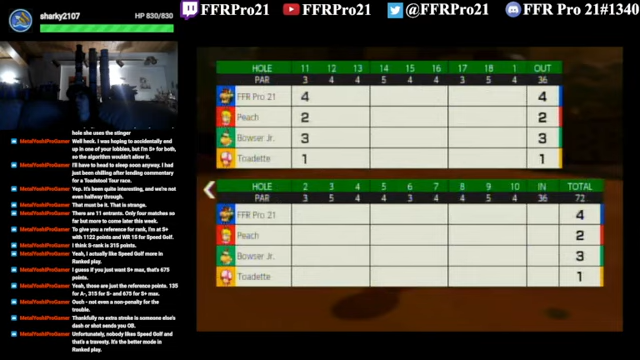 sharky2107
HP 830/830
FFRPro21
FFRPro21
@FFRPro21
FFR Pro 21#1340
hole she uses the stinger
MetalYoshiProGamer Well heck. I was hoping to accidentally end up in one of your lobbies, but I'm S+ for both, so the algorithm wouldn't allow it.
MetalYoshiProGamer I'll have to head to sleep soon anyway. I had just been chilling after lending commentary for a Toadstool Tour race.
MetalYoshiProGamer Yep. It's been quite interesting, and we're not even halfway through.
MetalYoshiProGamer That must be it. That is strange.
MetalYoshiProGamer There are 11 entrants. Only four matches so far but more to come later this week.
MetalYoshiProGamer To give you a reference for rank, I'm at S+ with 1122 points and WR 15 for Speed Golf.
MetalYoshiProGamer I think S-rank is 315 points.
MetalYoshiProGamer Yeah, I actually like Speed Golf more in Ranked play.
MetalYoshiProGamer I guess if you want S+ max, that's 675 points.
MetalYoshiProGamer Yeah, those are just the reference points. 135 for A-, 315 for S- and 675 for S+ max.
MetalYoshiProGamer Ouch - not even a non-penalty for the trouble.
MetalYoshiProGamer Thankfully no extra stroke is someone else's dash or shot sends you OB.
MetalYoshiProGamer Unfortunately, nobody likes Speed Golf and that's a travesty. It's the better mode in Ranked play.
HOLE 11 12 13 14 15 16 17 18 1 OUT
PAR 3 4 4 5 4 4 3 5 4 36
FFR Pro 21 4 4
Peach 2 2
Bowser Jr. 3 3
Toadette 1 1
HOLE 2 3 4 5 6 7 8 9 10 IN TOTAL
PAR 4 3 4 5 4 3 4 5 4 36 72
FFR Pro 21 4
Peach 2
Bowser Jr. 3
Toadette 1